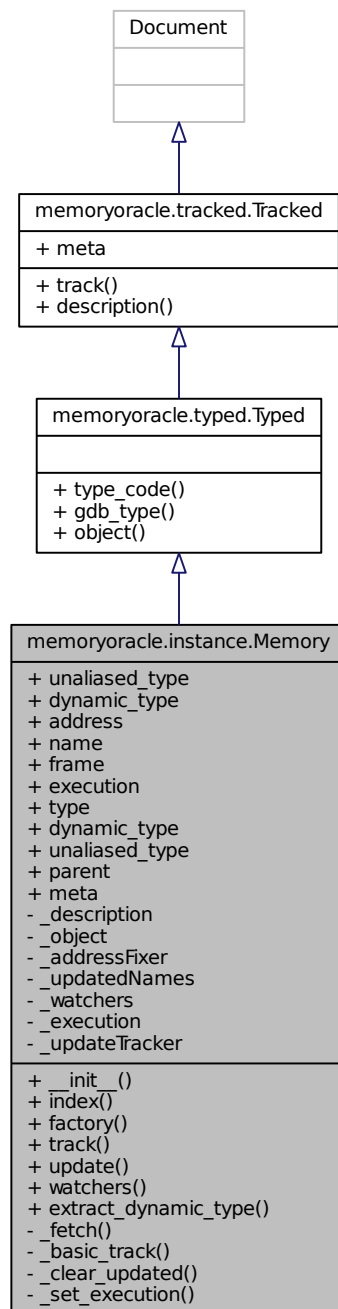 Document
memoryoracle.tracked.Tracked
+ meta
+ track()
+ description()
memoryoracle.typed.Typed
+ type_code()
+ gdb_type()
+ object()
memoryoracle.instance.Memory
+ unaliased_type
+ dynamic_type
+ address
+ name
+ frame
+ execution
+ type
+ dynamic_type
+ unaliased_type
+ parent
+ meta
- _description
- _object
- _addressFixer
- _updatedNames
- _watchers
- _execution
- _updateTracker
+ __init__()
+ index()
+ factory()
+ track()
+ update()
+ watchers()
+ extract_dynamic_type()
- _fetch()
- _basic_track()
- _clear_updated()
- _set_execution()